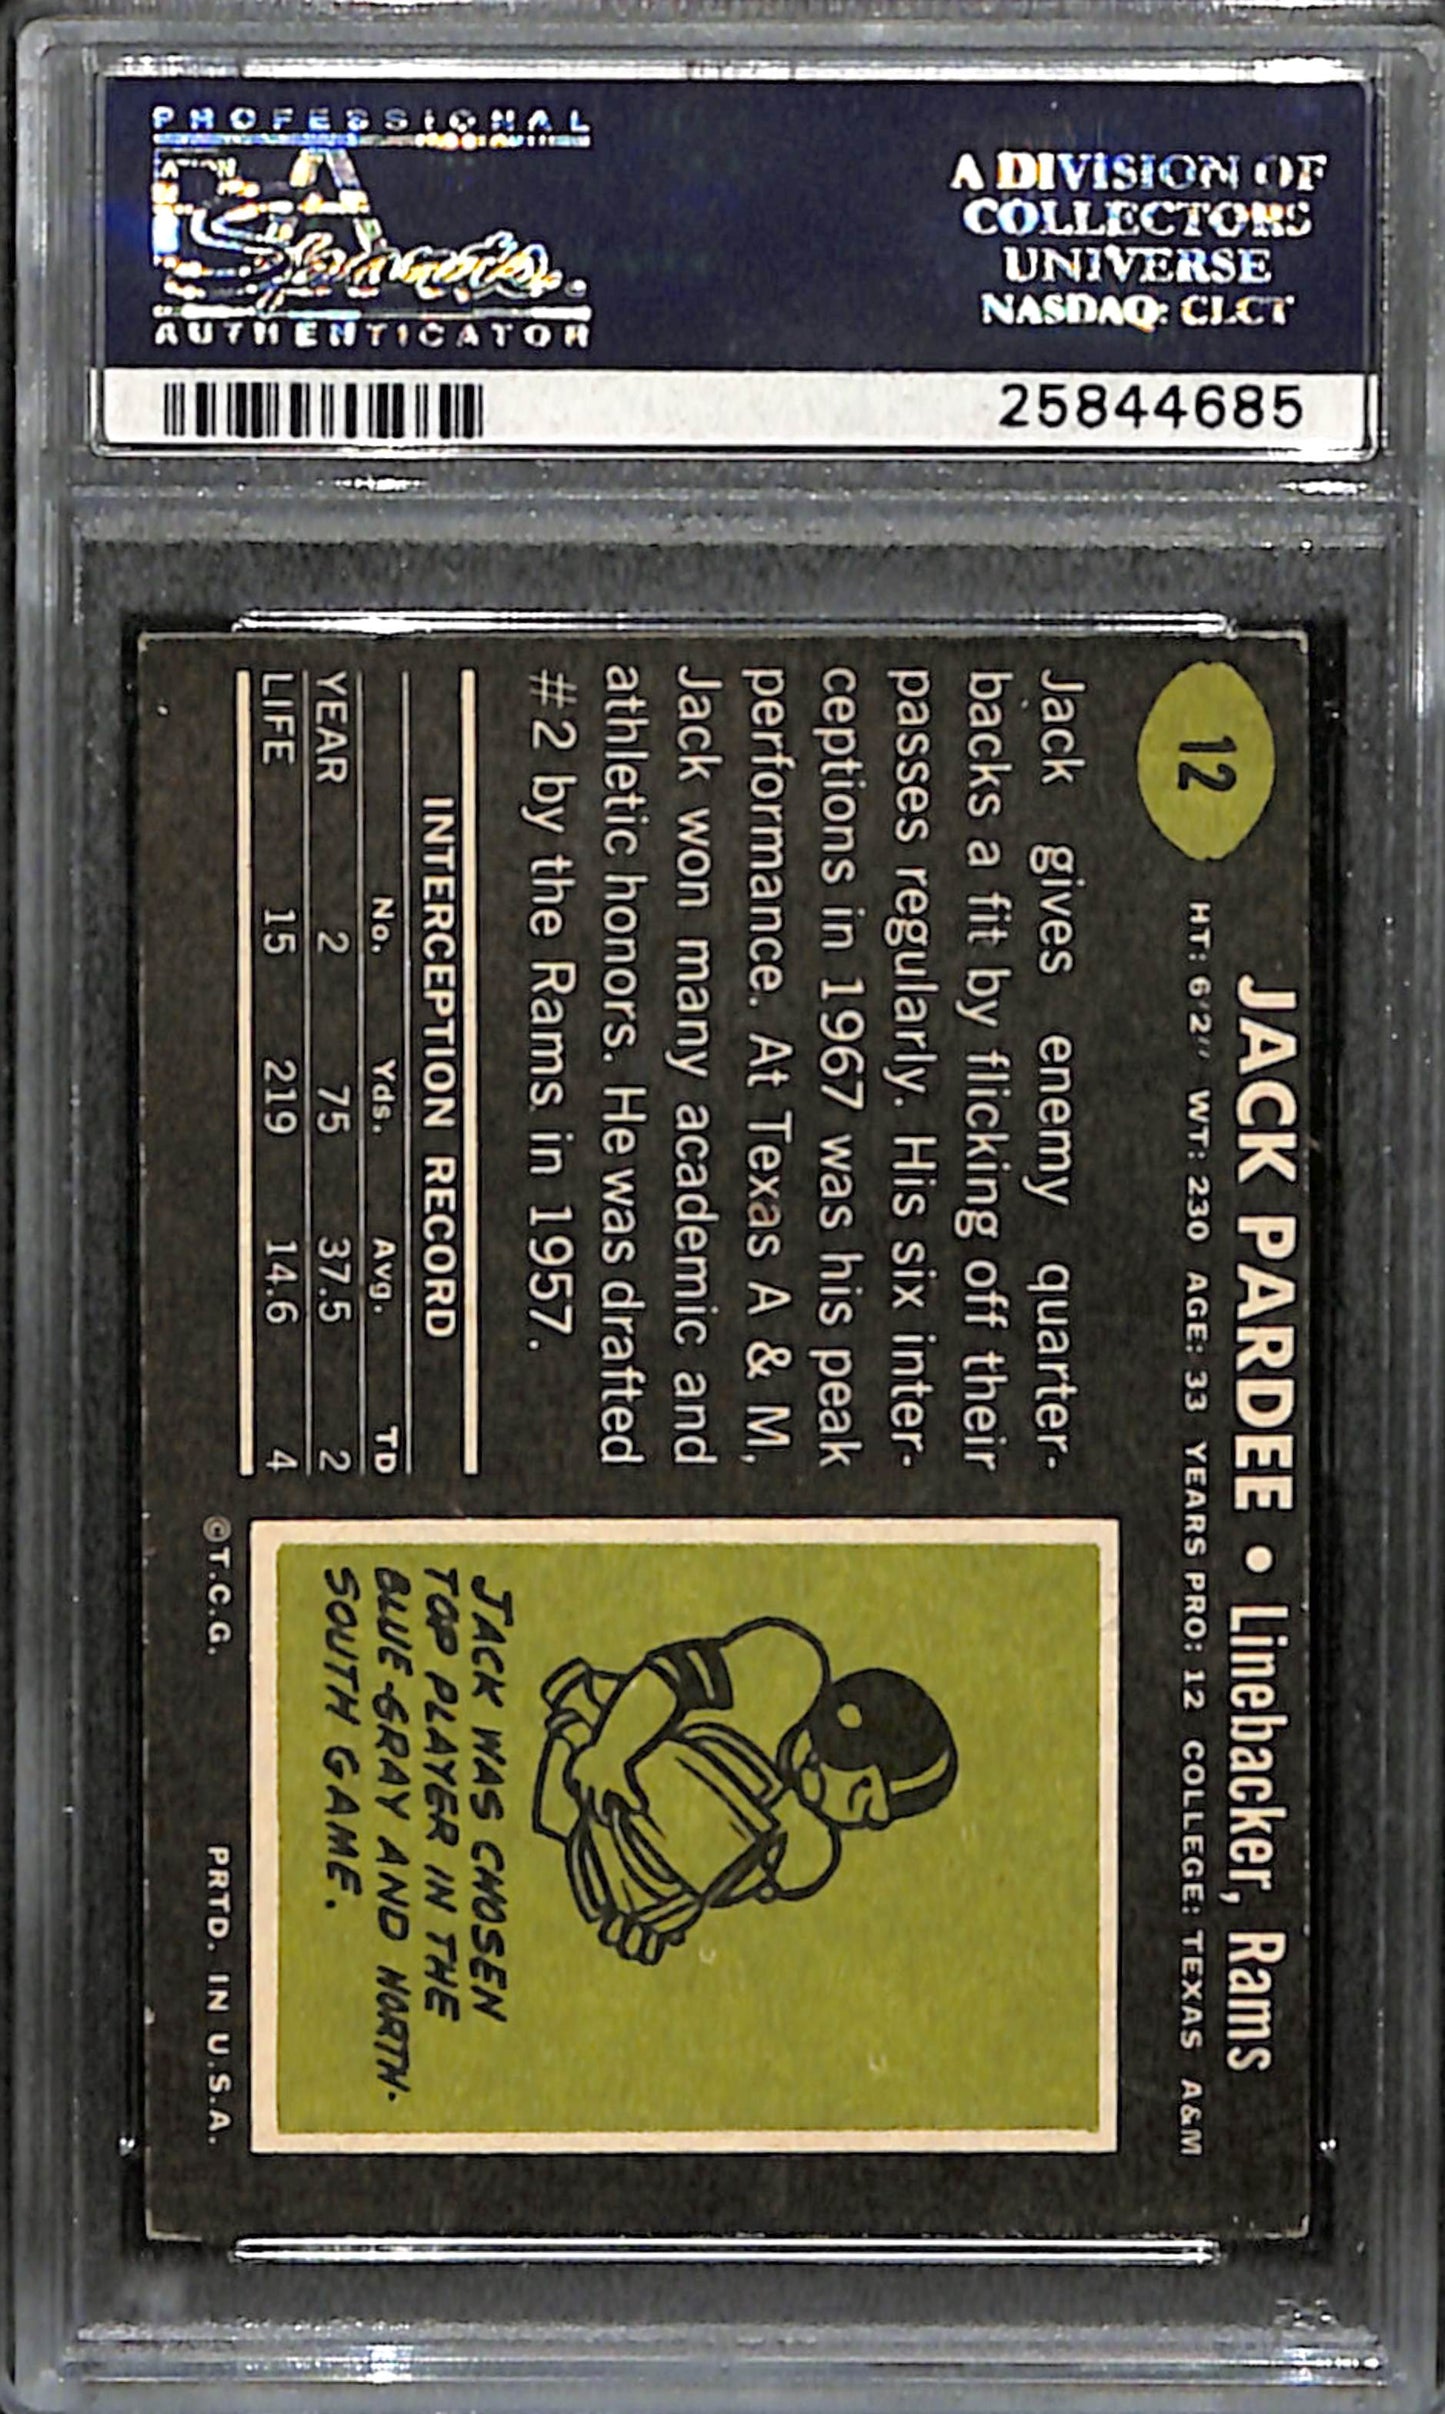 PROFESSIONAL
PSA
AUTHENTICATOR
A DIVISION OF
COLLECTORS
UNIVERSE
NASDAQ: CLCT
25844685
12
JACK PARDEE • Linebacker, Rams
HT: 6'2" WT: 230 AGE: 33 YEARS PRO: 12 COLLEGE: TEXAS A&M
Jack gives enemy quarter-
backs a fit by flicking off their
passes regularly. His six inter-
ceptions in 1967 was his peak
performance. At Texas A & M,
Jack won many academic and
athletic honors. He was drafted
#2 by the Rams in 1957.
INTERCEPTION RECORD
No. Yds. Avg. TD
YEAR 2 75 37.5 2
LIFE 15 219 14.6 4
JACK WAS CHOSEN
TOP PLAYER IN THE
BLUE-GRAY AND NORTH-
SOUTH GAME.
©T.C.G. PRTD. IN U.S.A.